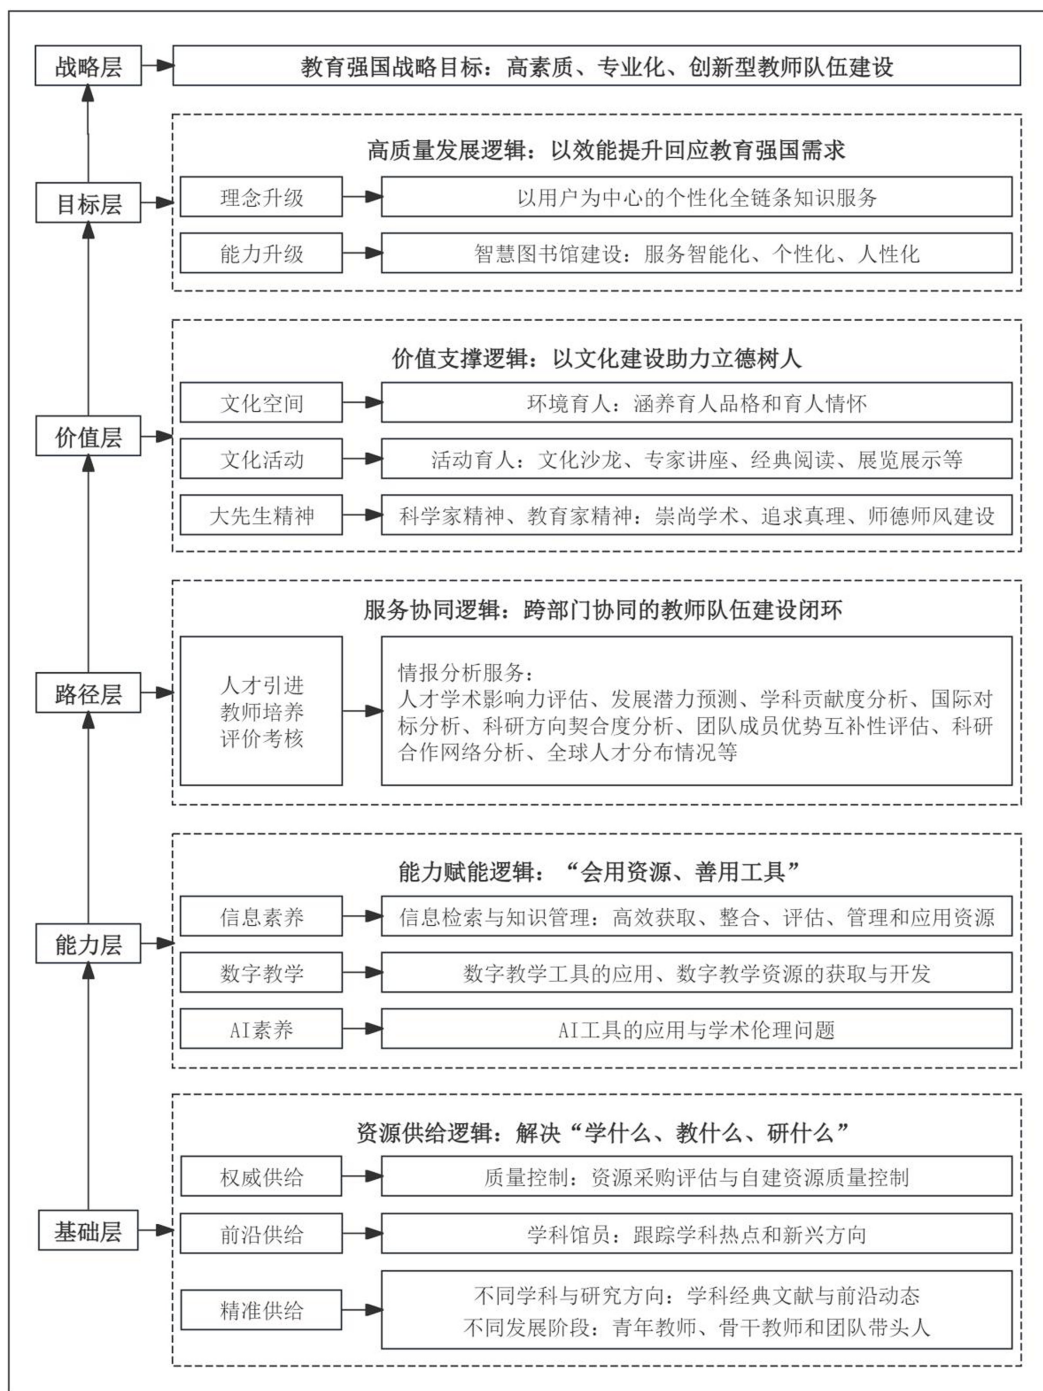 战略层
教育强国战略目标：高素质、专业化、创新型教师队伍建设
目标层
高质量发展逻辑：以效能提升回应教育强国需求
理念升级
以用户为中心的个性化全链条知识服务
能力升级
智慧图书馆建设：服务智能化、个性化、人性化
价值层
价值支撑逻辑：以文化建设助力立德树人
文化空间
环境育人：涵养育人品格和育人情怀
文化活动
活动育人：文化沙龙、专家讲座、经典阅读、展览展示等
大先生精神
科学家精神、教育家精神：崇尚学术、追求真理、师德师风建设
路径层
服务协同逻辑：跨部门协同的教师队伍建设闭环
人才引进
教师培养
评价考核
情报分析服务：
人才学术影响力评估、发展潜力预测、学科贡献度分析、国际对
标分析、科研方向契合度分析、团队成员优势互补性评估、科研
合作网络分析、全球人才分布情况等
能力层
能力赋能逻辑：“会用资源、善用工具”
信息素养
信息检索与知识管理：高效获取、整合、评估、管理和应用资源
数字教学
数字教学工具的应用、数字教学资源的获取与开发
AI素养
AI工具的应用与学术伦理问题
基础层
资源供给逻辑：解决“学什么、教什么、研什么”
权威供给
质量控制：资源采购评估与自建资源质量控制
前沿供给
学科馆员：跟踪学科热点和新兴方向
精准供给
不同学科与研究方向：学科经典文献与前沿动态
不同发展阶段：青年教师、骨干教师和团队带头人